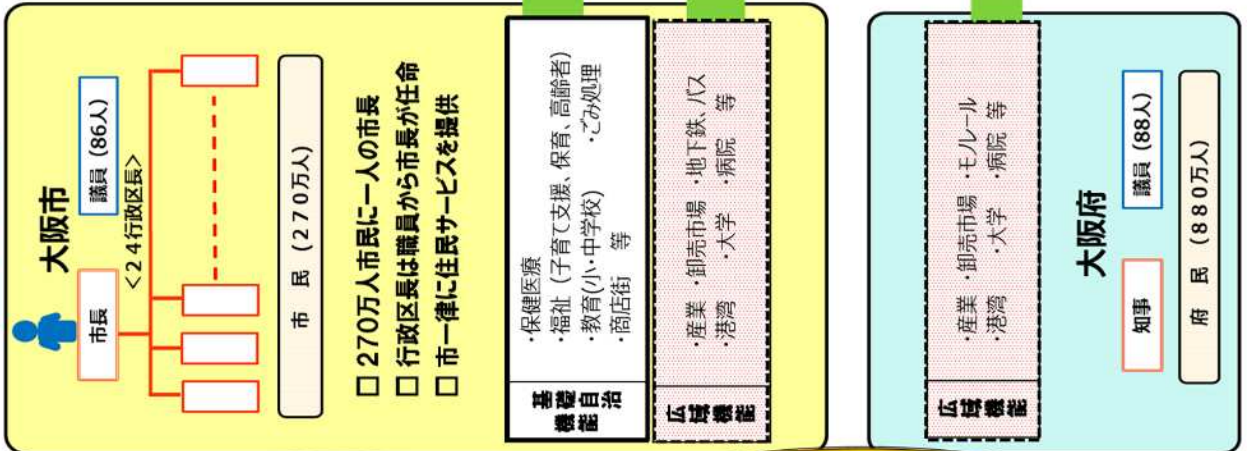 大阪市
市長
議員（86人）
＜２４行政区長＞
市　民（２７０万人）
□ ２７０万人市民に一人の市長
□ 行政区長は職員から市長が任命
□ 市一律に住民サービスを提供
基礎自治
機能
・保健医療
・福祉（子育て支援、保育、高齢者）
・教育(小・中学校)　・ごみ処理
・商店街　等
広域
機能
・産業　・卸売市場　・地下鉄、バス
・港湾　・大学　・病院　等
広域
機能
・産業　・卸売市場　・モノレール
・港湾　・大学　・病院　等
大阪府
知事
議員（88人）
府　民（８８０万人）